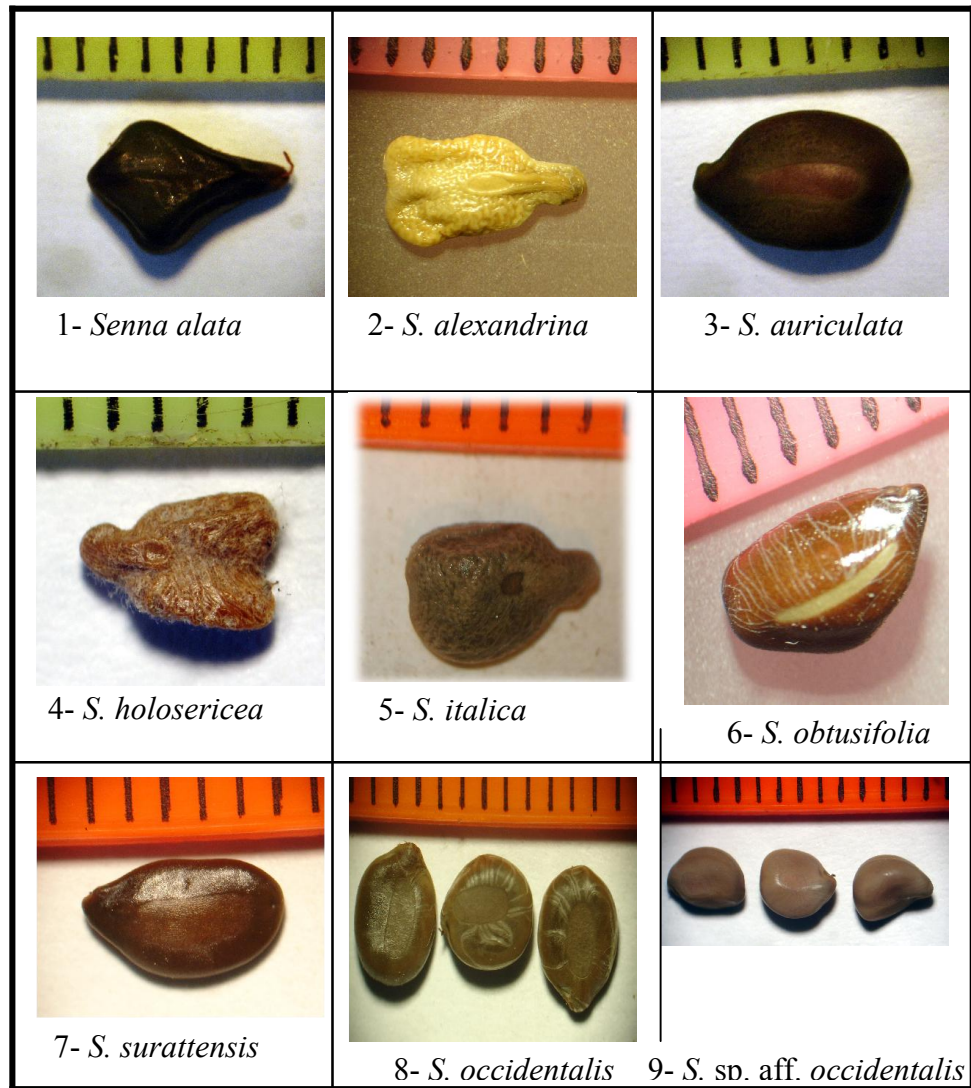 1- Senna alata
2- S. alexandrina
3- S. auriculata
4- S. holosericea
5- S. italica
6- S. obtusifolia
7- S. surattensis
8- S. occidentalis
9- S. sp. aff. occidentalis